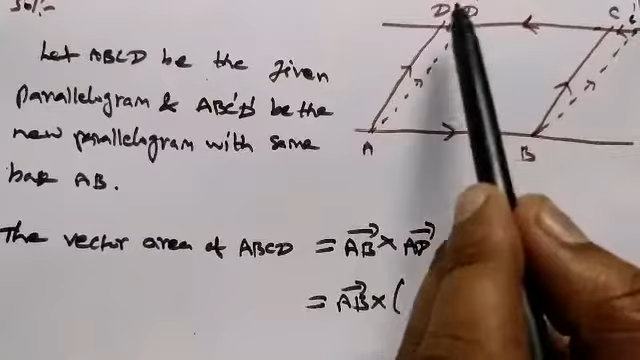 Sol:-
Let ABCD be the given
parallelogram & ABC'D' be the
new parallelogram with same
base AB.
The vector area of ABCD = AB × AD
= AB × (
D D'
C
A
B